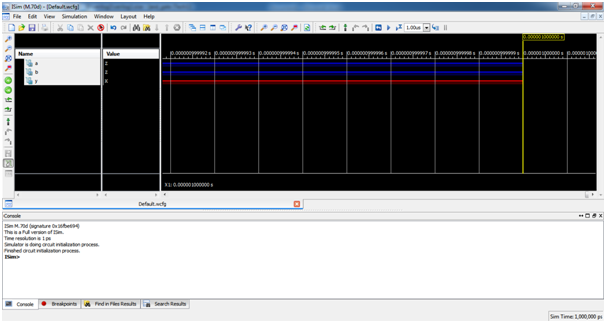 ISim (M.70d) - [Default.wcfg]
File Edit View Simulation Window Layout Help
1.00us
0.000001000000 s
Name Value
0.000000999992 s 0.000000999993 s 0.000000999994 s 0.000000999995 s 0.000000999996 s 0.000000999997 s 0.000000999998 s 0.000000999999 s 0.000001000000 s
a Z
b Z
y X
X1: 0.000001000000 s
Default.wcfg
Console
ISim M.70d (signature 0x16fbe694)
This is a Full version of ISim.
Time resolution is 1 ps
Simulator is doing circuit initialization process.
Finished circuit initialization process.
ISim>
Console Breakpoints Find in Files Results Search Results
Sim Time: 1,000,000 ps